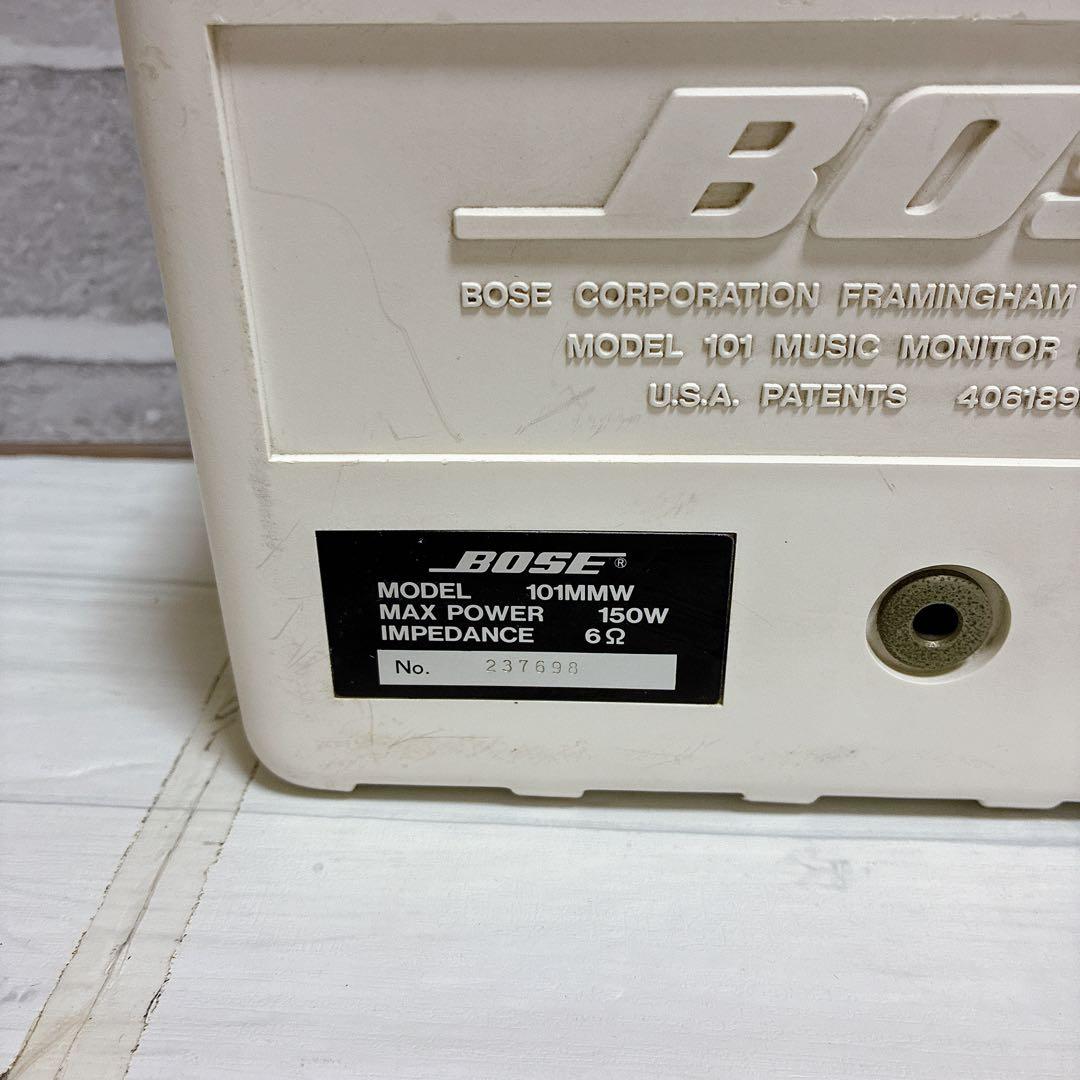 BOS
BOSE CORPORATION FRAMINGHAM
MODEL 101 MUSIC MONITOR
U.S.A. PATENTS 406189
BOSE®
MODEL 101MMW
MAX POWER 150W
IMPEDANCE 6Ω
No. 237698